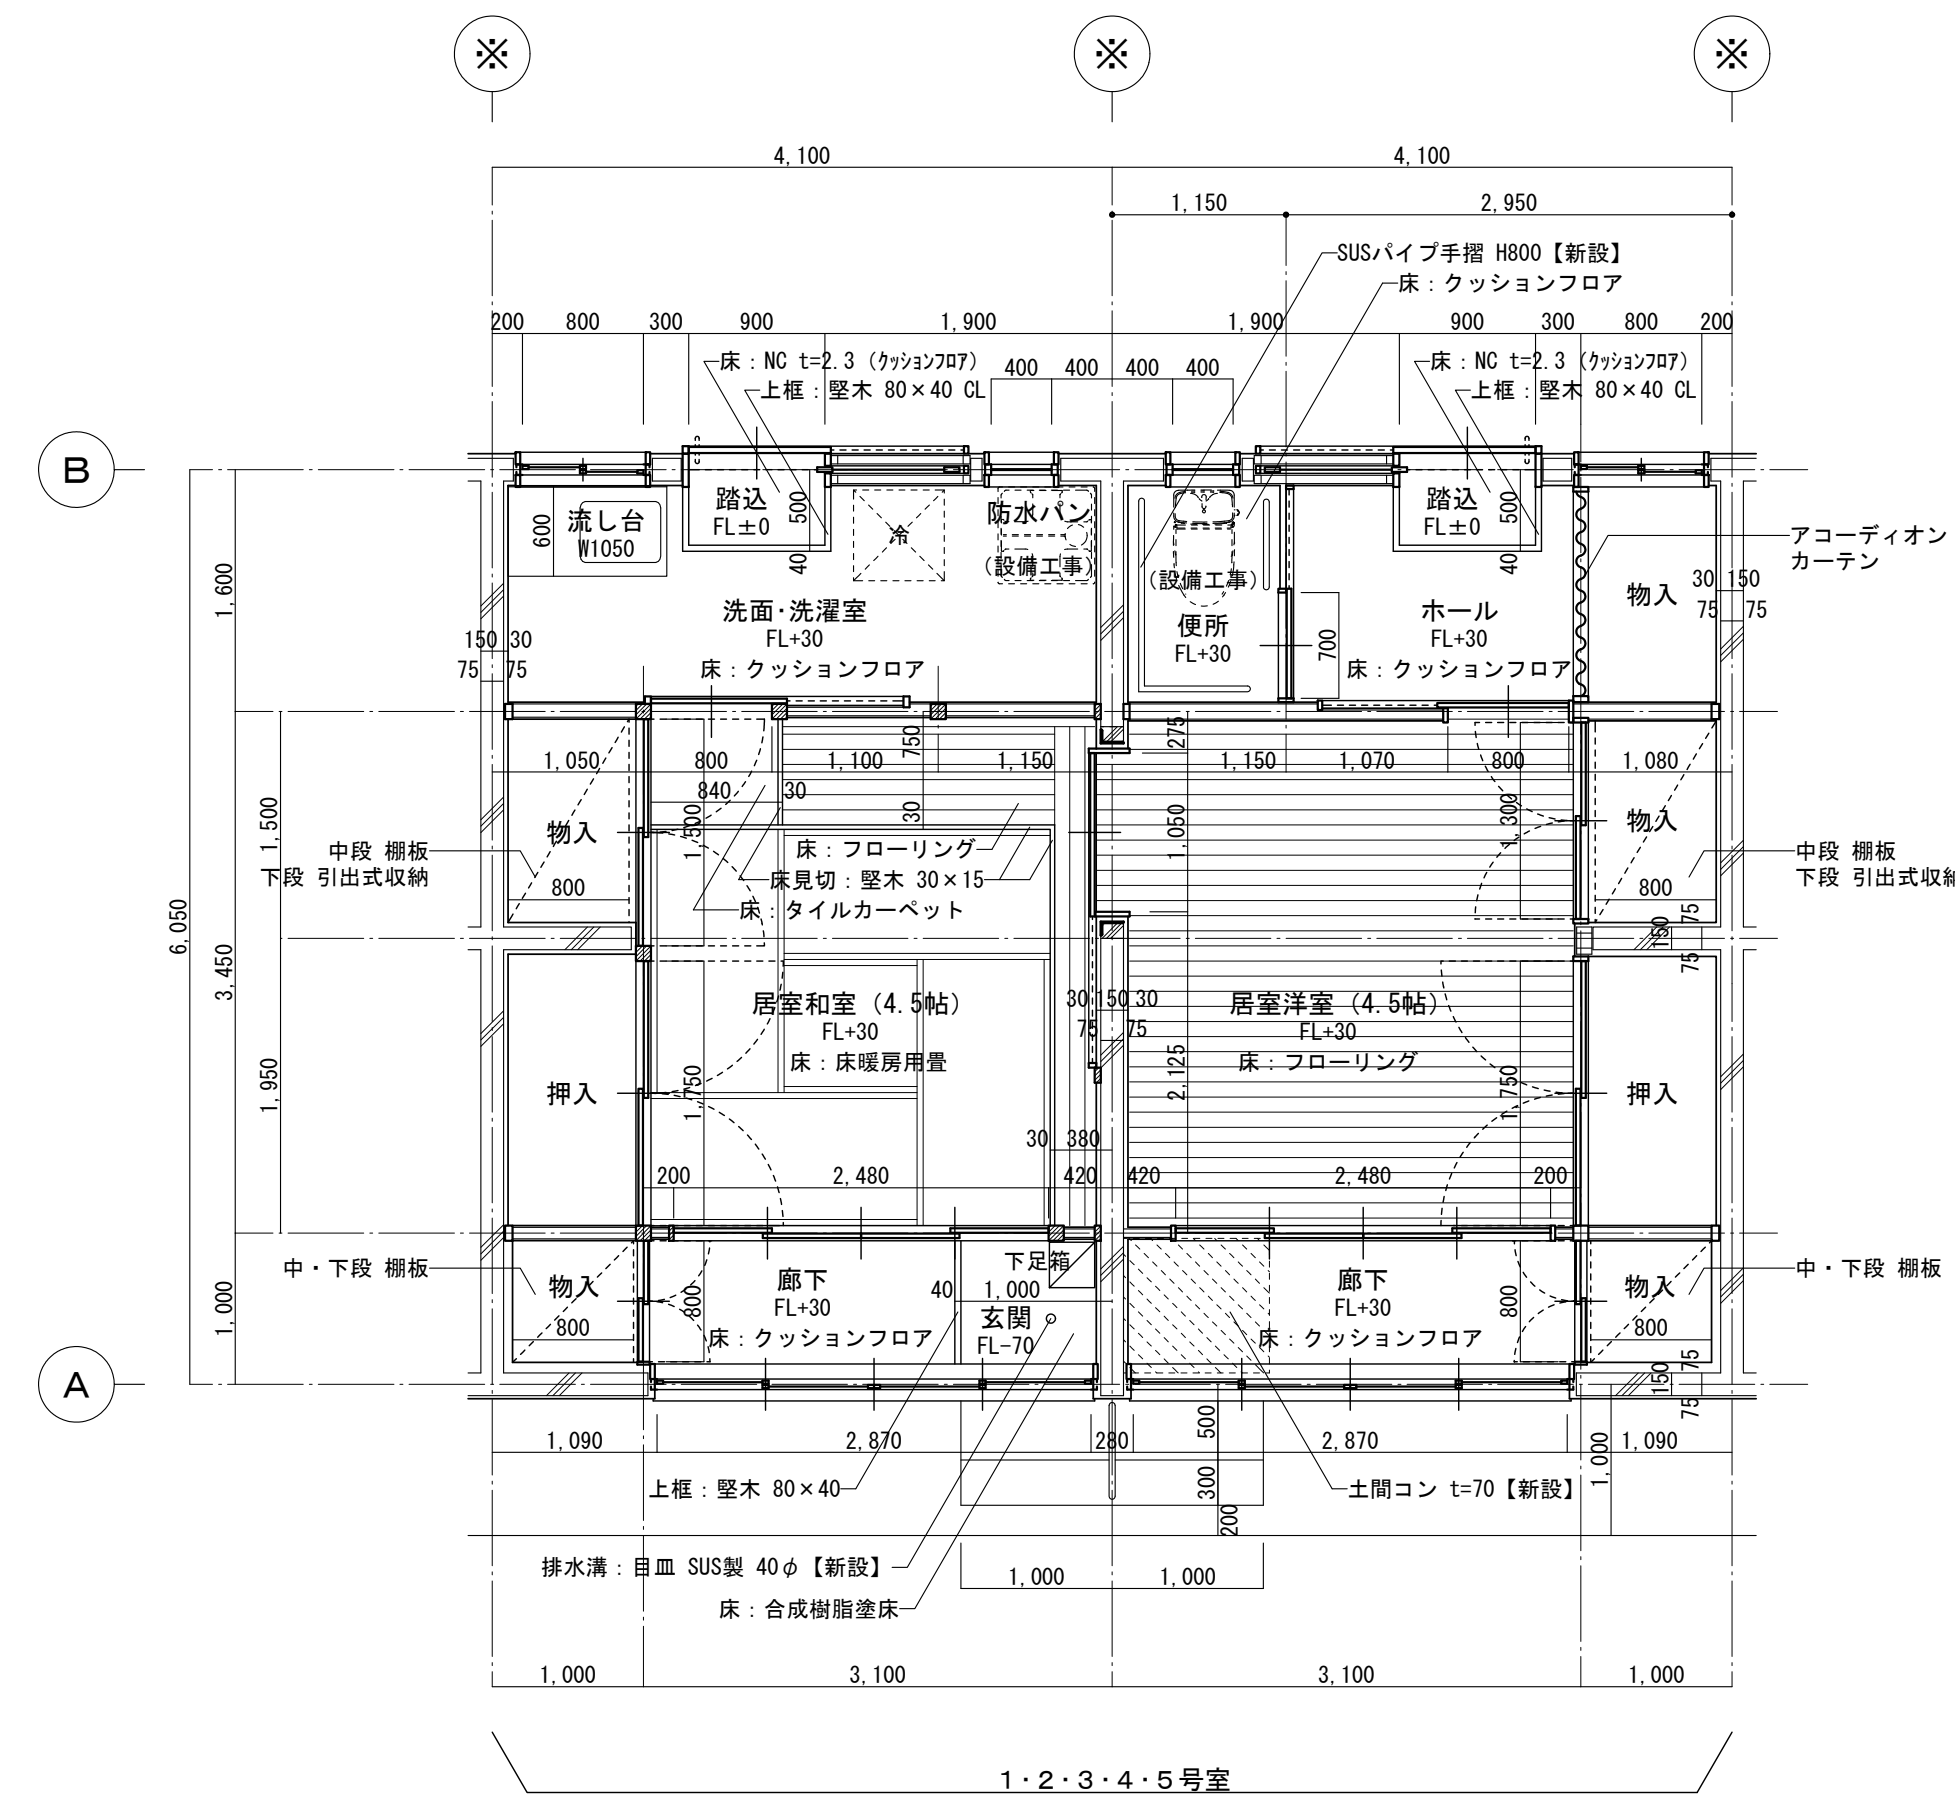 ※ ※ ※
4,100 4,100
1,150 2,950
SUSパイプ手摺 H800【新設】
床：クッションフロア
200 800 300 900 1,900 1,900 900 300 800 200
床：NC t=2.3 (クッションフロア)
上框：堅木 80×40 CL
400 400 400 400
床：NC t=2.3 (クッションフロア)
上框：堅木 80×40 CL
B
流し台
W1050
600
踏込
FL±0
500
40
冷
防水パン
(設備工事)
(設備工事)
便所
FL+30
700
踏込
FL±0
500
40
アコーディオン
カーテン
物入
30 150
75 75
1,600
洗面･洗濯室
FL+30
床：クッションフロア
ホール
FL+30
床：クッションフロア
150 30
75 75
750
275
1,050 800 1,100 1,150 1,150 1,070 800 1,080
840 30
30
1,500
1,500
1,050
1,300
物入
物入
中段 棚板
下段 引出式収納
800
床：フローリング
床見切：堅木 30×15
床：タイルカーペット
中段 棚板
下段 引出式収納
800
75
150
75
6,050
3,450
居室和室（4.5帖）
FL+30
床：床暖房用畳
30 150 30
75 75
居室洋室（4.5帖）
FL+30
床：フローリング
1,950
押入
1,750
2,125
1,750
押入
30 380
200 2,480 420 420 2,480 200
中・下段 棚板
物入
800
800
廊下
FL+30
床：クッションフロア
下足箱
40 1,000
玄関
FL-70
廊下
FL+30
床：クッションフロア
800
物入
800
中・下段 棚板
1,000
75
150
75
A
1,090 2,870 280 2,870 1,090
500
300
200
1,000
上框：堅木 80×40
土間コン t=70【新設】
排水溝：目皿 SUS製 40φ【新設】
1,000 1,000
床：合成樹脂塗床
1,000 3,100 3,100 1,000
1・2・3・4・5号室